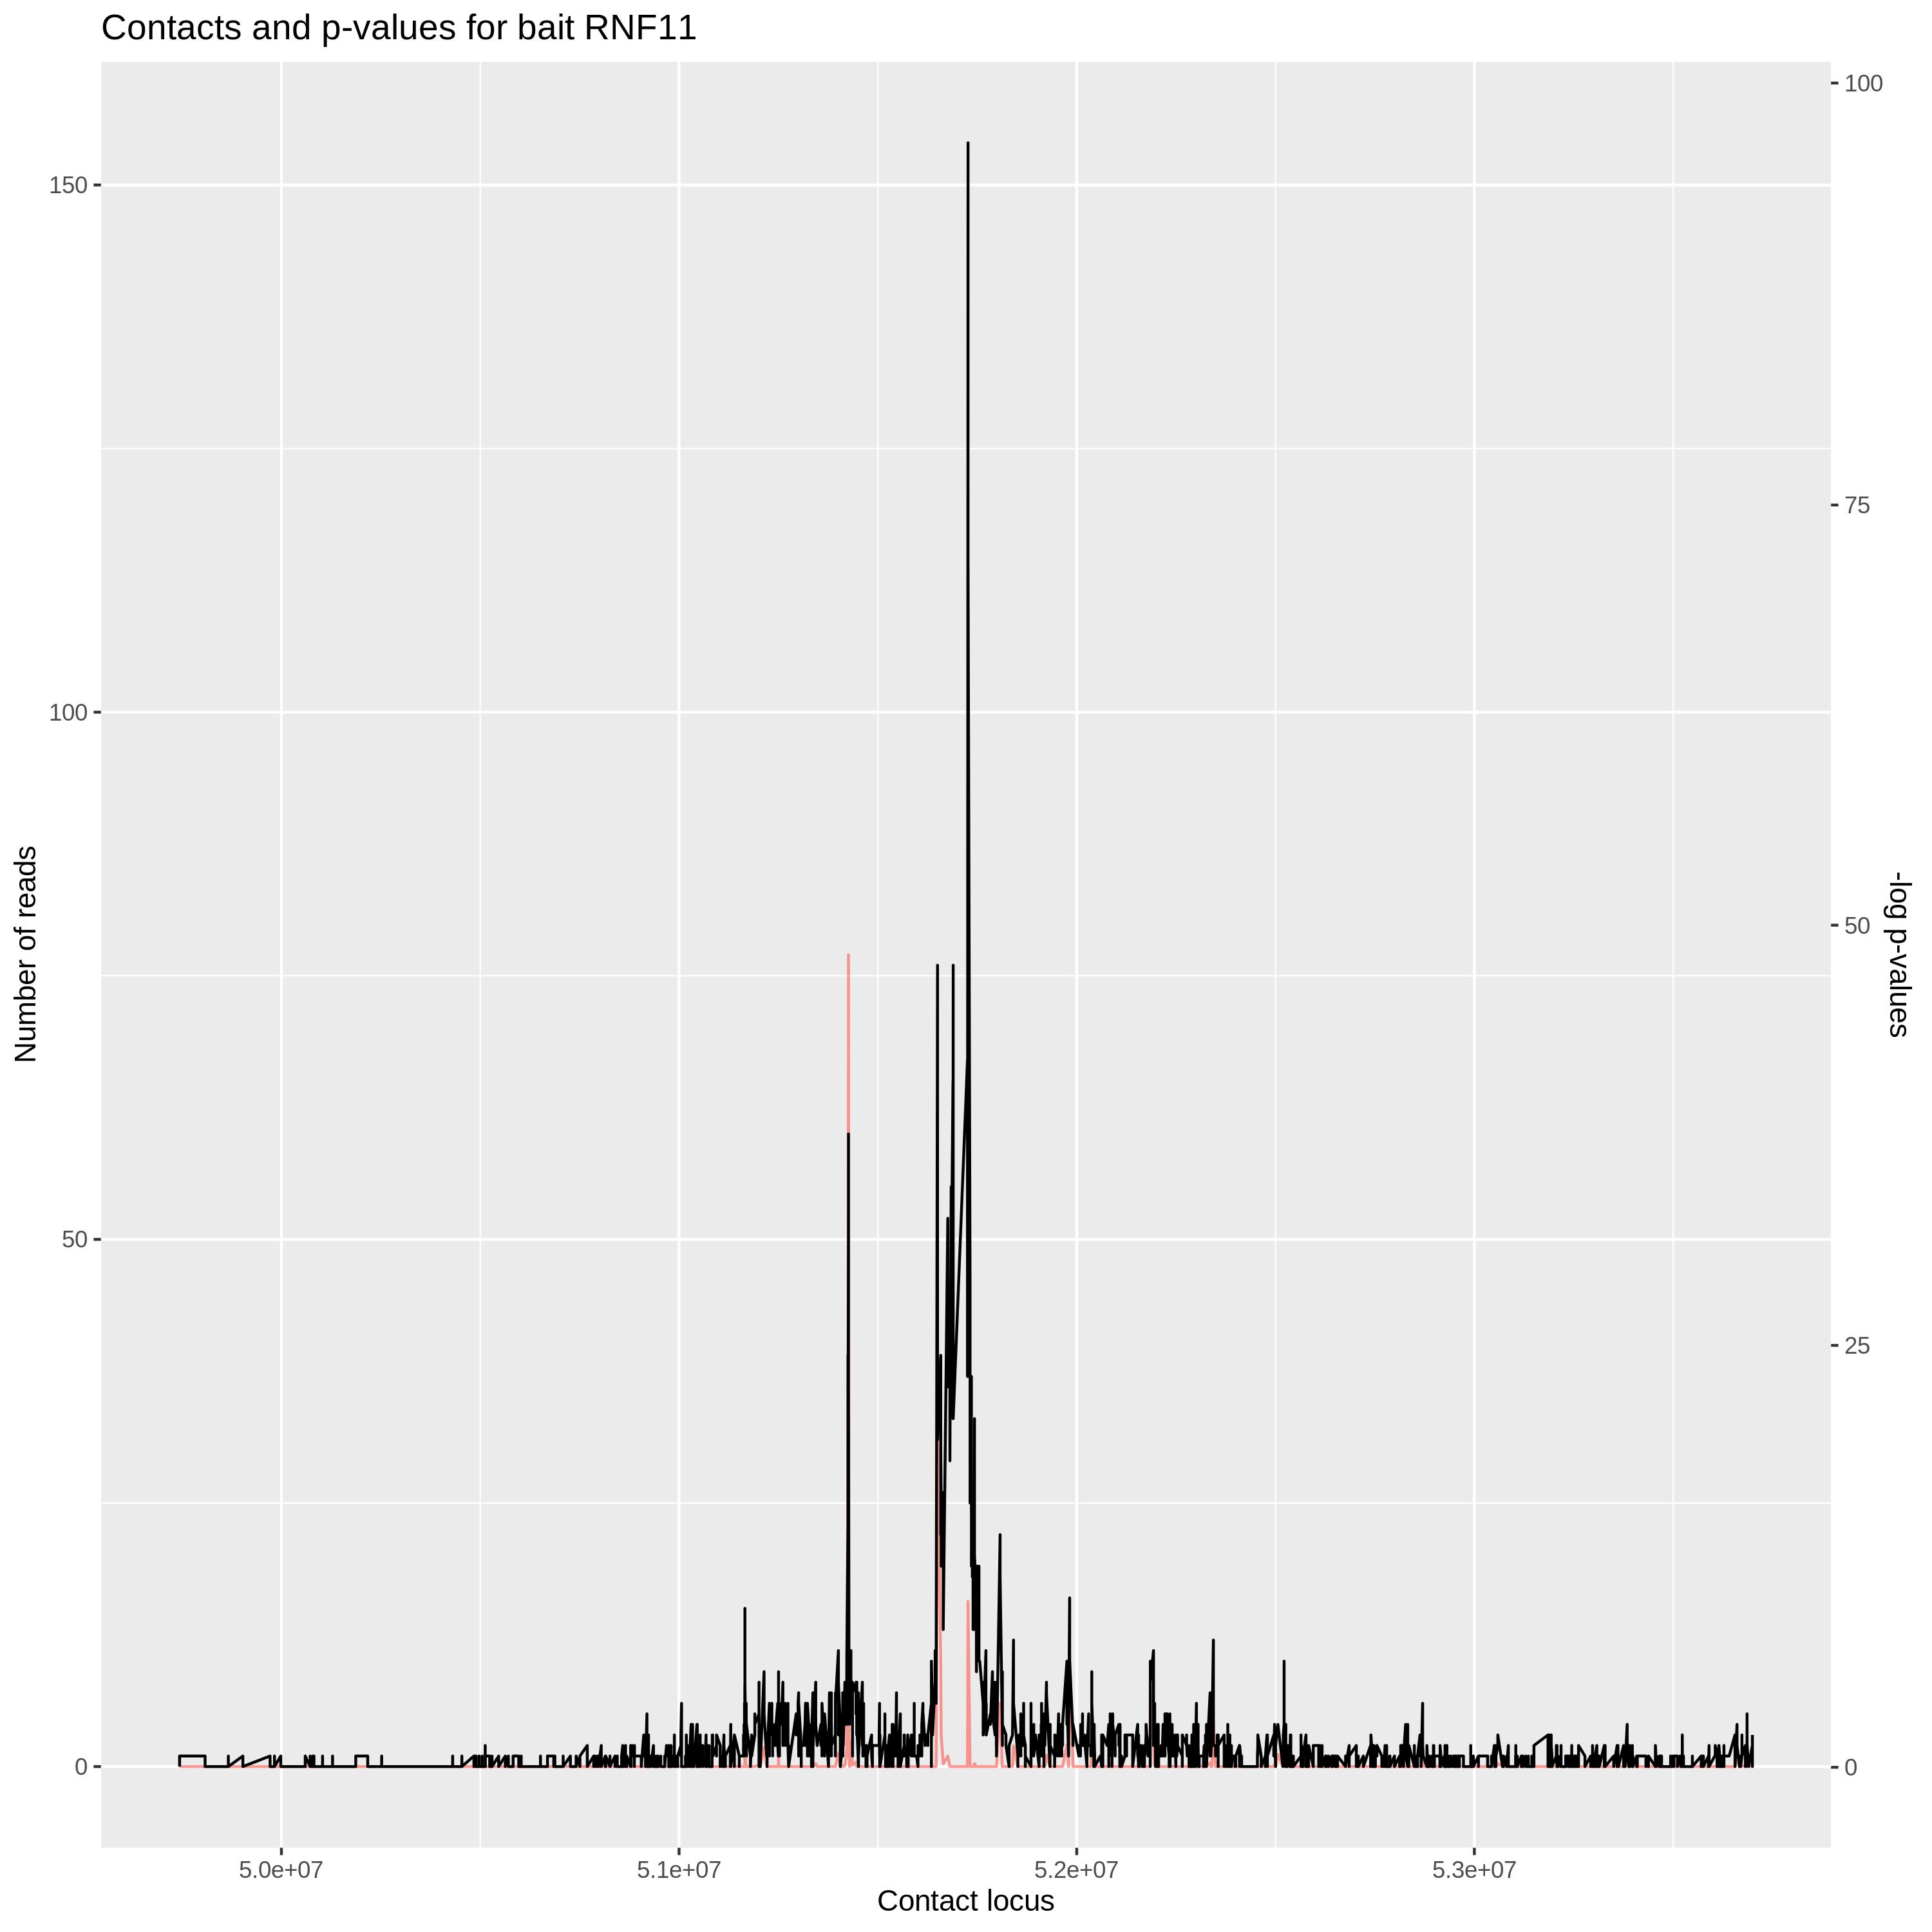 Contacts and p-values for bait RNF11
150
100
50
0
Number of reads
100
75
50
25
0
-log p-values
5.0e+07 5.1e+07 5.2e+07 5.3e+07
Contact locus